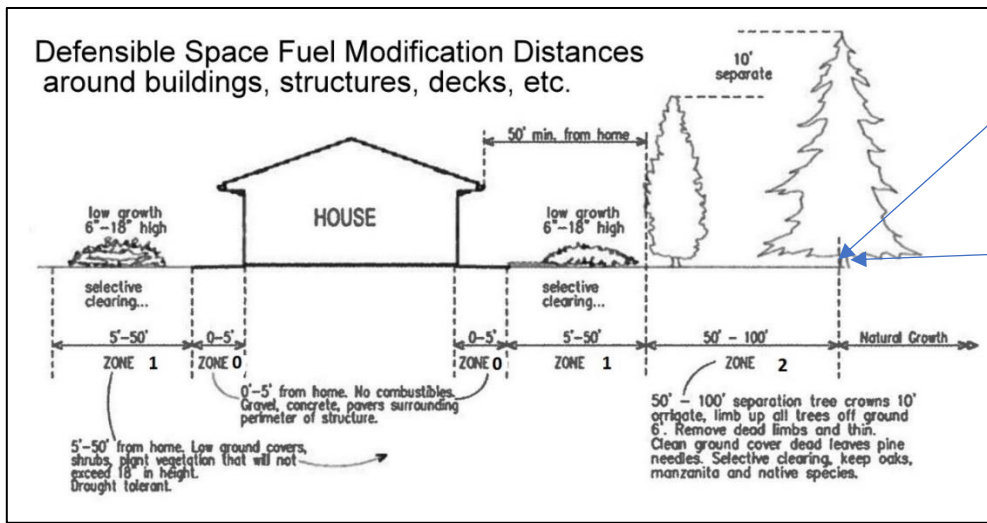 Defensible Space Fuel Modification Distances
around buildings, structures, decks, etc.
10'
separate
50' min. from home
low growth
6"-18" high
HOUSE
low growth
6"-18" high
selective
clearing...
selective
clearing...
5'-50'
0-5'
0-5'
5'-50'
50' - 100'
Natural Growth
ZONE 1
ZONE 0
ZONE 0
ZONE 1
ZONE 2
0'-5' from home. No combustibles.
Gravel, concrete, pavers surrounding
perimeter of structure.
5'-50' from home. Low ground covers,
shrubs, plant vegetation that will not
exceed 18" in height.
Drought tolerant.
50' - 100' separation tree crowns 10'
orrigate, limb up all trees off ground
6'. Remove dead limbs and thin.
Clean ground cover dead leaves pine
needles. Selective clearing, keep oaks,
manzanita and native species.